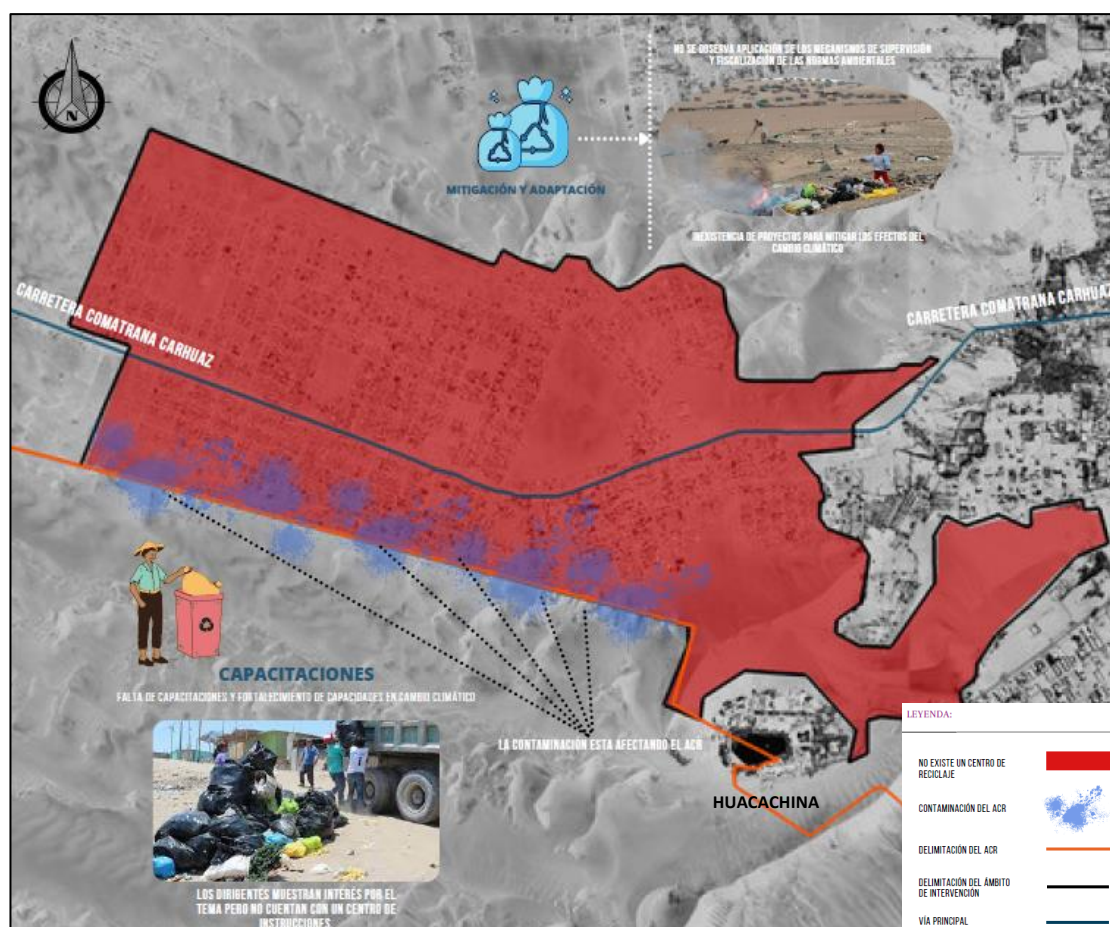 NO SE OBSERVA APLICACIÓN DE LOS MECANISMOS DE SUPERVISIÓN
Y FISCALIZACIÓN DE LAS NORMAS AMBIENTALES
N
MITIGACIÓN Y ADAPTACIÓN
INEXISTENCIA DE PROYECTOS PARA MITIGAR LOS EFECTOS DEL
CAMBIO CLIMÁTICO
CARRETERA COMATRANA CARHUAZ
CARRETERA COMATRANA CARHUAZ
CAPACITACIONES
FALTA DE CAPACITACIONES Y FORTALECIMIENTO DE CAPACIDADES EN CAMBIO CLIMÁTICO
LA CONTAMINACIÓN ESTA AFECTANDO EL ACR
HUACACHINA
LOS DIRIGENTES MUESTRAN INTERÉS POR EL
TEMA PERO NO CUENTAN CON UN CENTRO DE
INSTRUCCIONES
LEYENDA:
NO EXISTE UN CENTRO DE
RECICLAJE
CONTAMINACIÓN DEL ACR
DELIMITACIÓN DEL ACR
DELIMITACIÓN DEL ÁMBITO
DE INTERVENCIÓN
VÍA PRINCIPAL